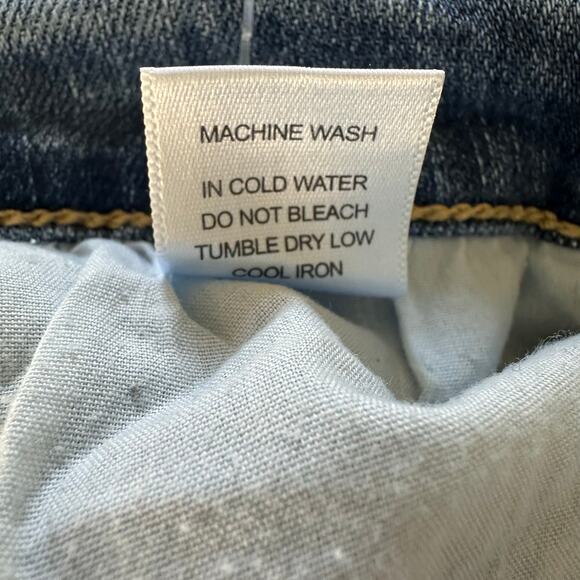 MACHINE WASH
IN COLD WATER
DO NOT BLEACH
TUMBLE DRY LOW
COOL IRON